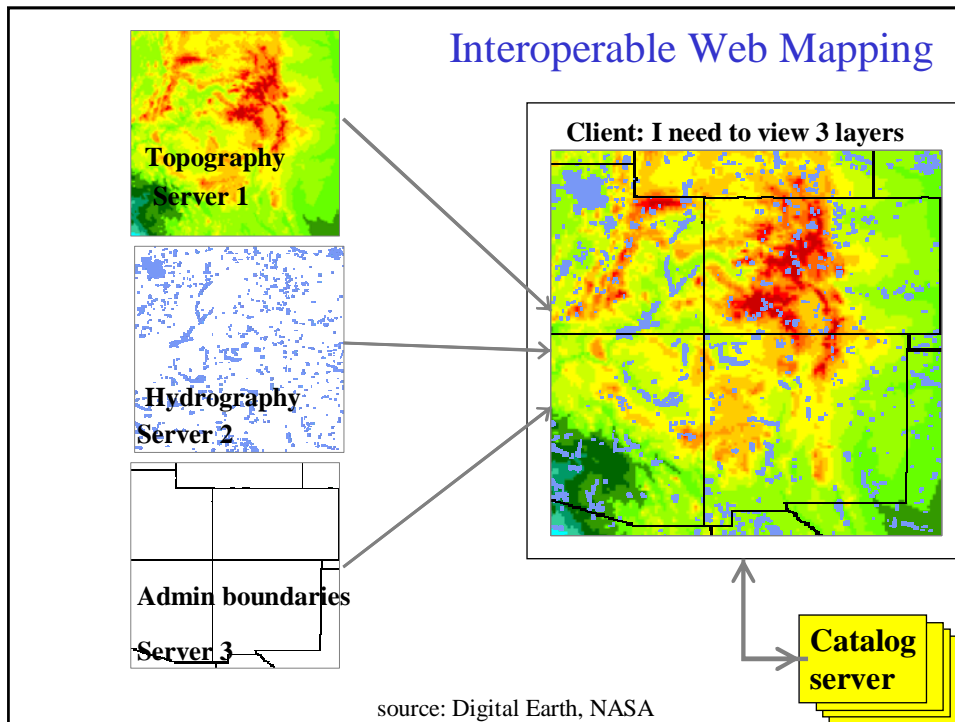 Interoperable Web Mapping
Topography
Server 1
Hydrography
Server 2
Admin boundaries
Server 3
Client: I need to view 3 layers
Catalog
server
source: Digital Earth, NASA